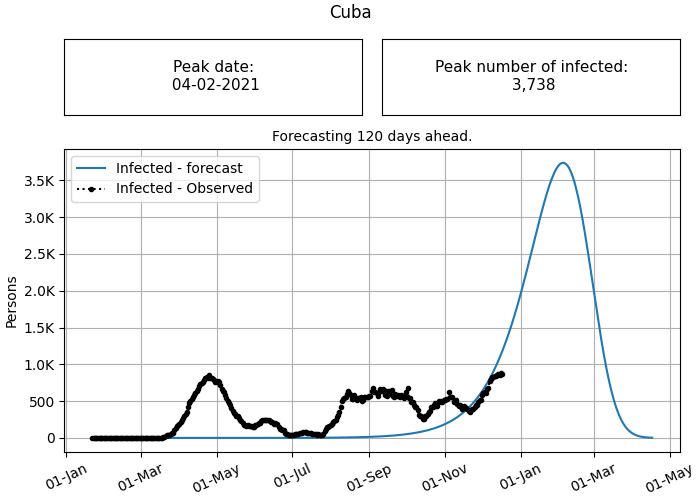 Cuba
Peak date:
04-02-2021
Peak number of infected:
3,738
Forecasting 120 days ahead.
Infected - forecast
Infected - Observed
Persons
3.5K
3.0K
2.5K
2.0K
1.5K
1.0K
500
0
01-Jan
01-Mar
01-May
01-Jul
01-Sep
01-Nov
01-Jan
01-Mar
01-May